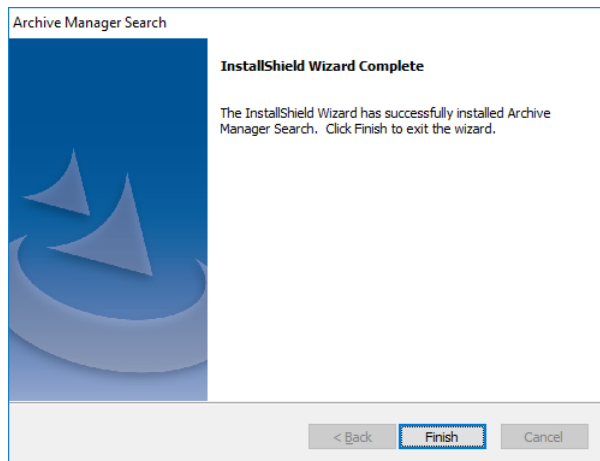 Archive Manager Search
InstallShield Wizard Complete
The InstallShield Wizard has successfully installed Archive
Manager Search. Click Finish to exit the wizard.
< Back
Finish
Cancel